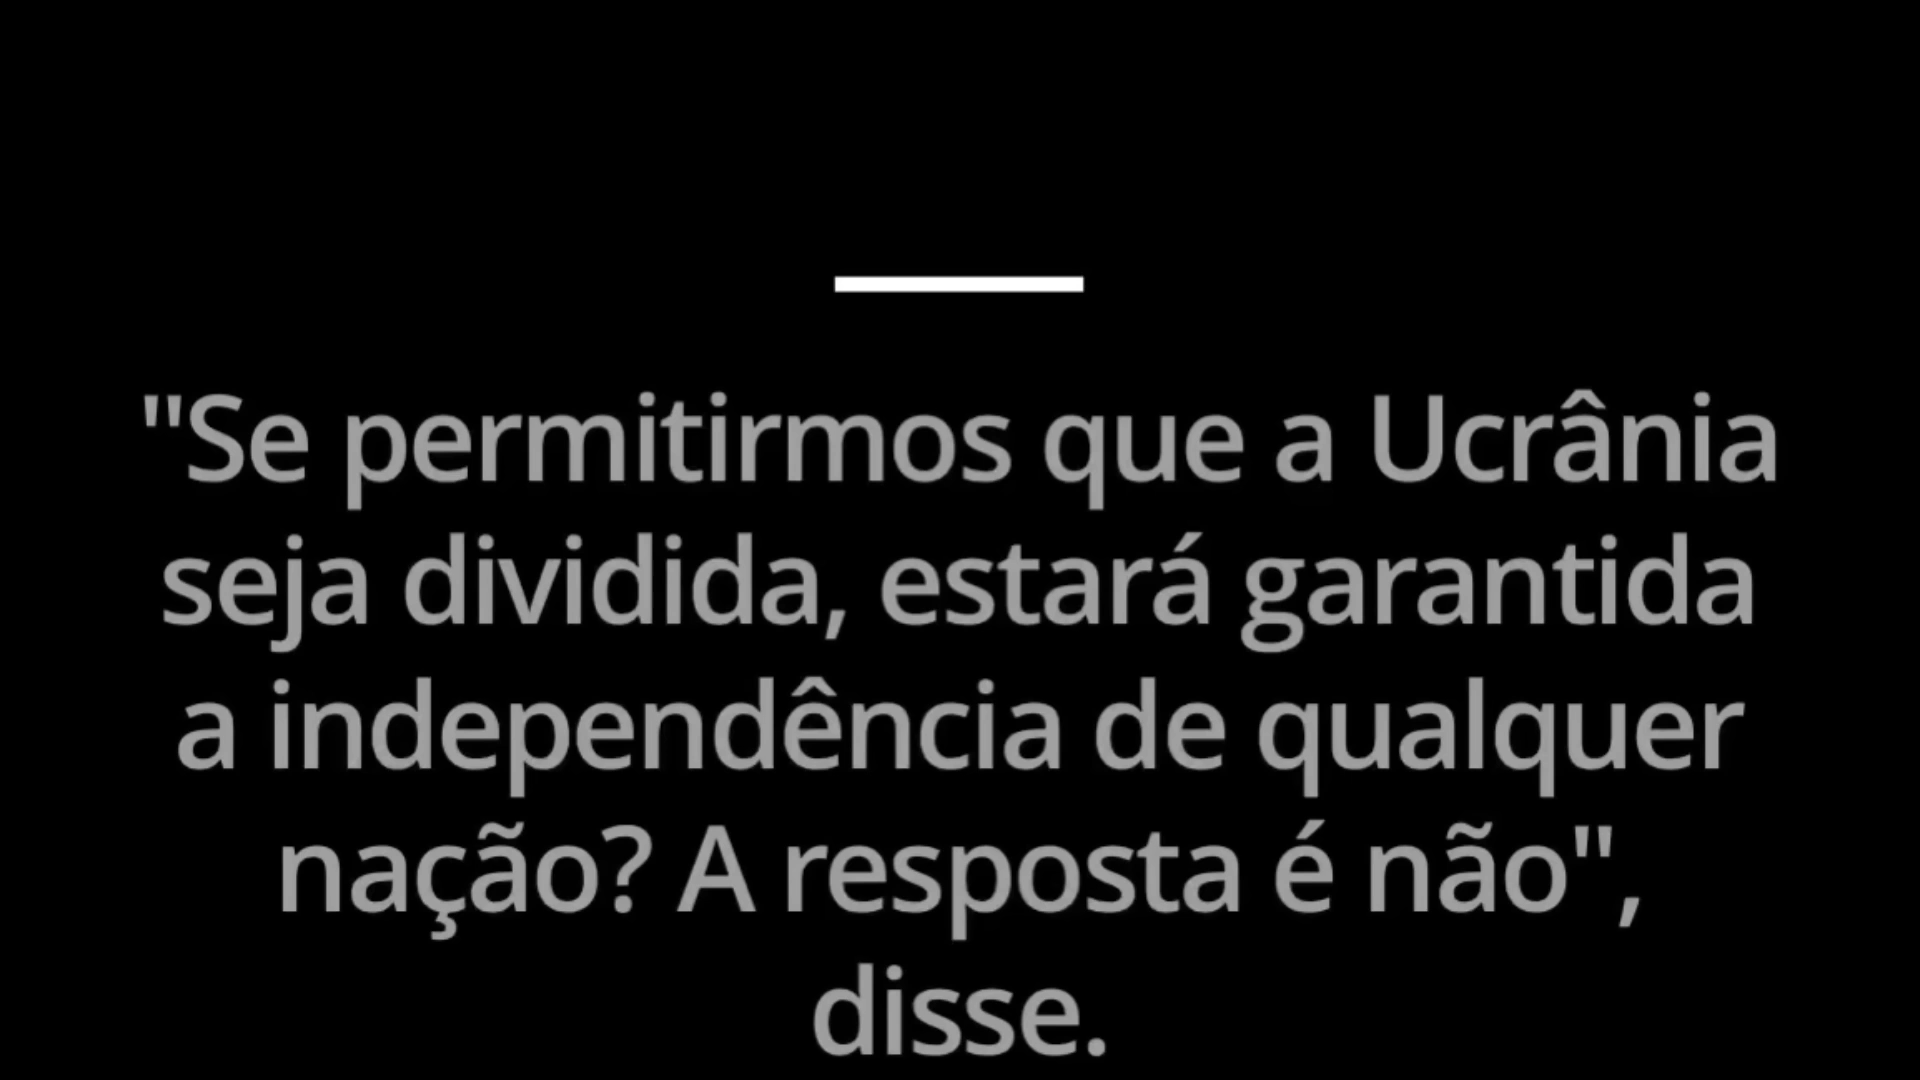 "Se permitirmos que a Ucrânia
seja dividida, estará garantida
a independência de qualquer
nação? A resposta é não",
disse.